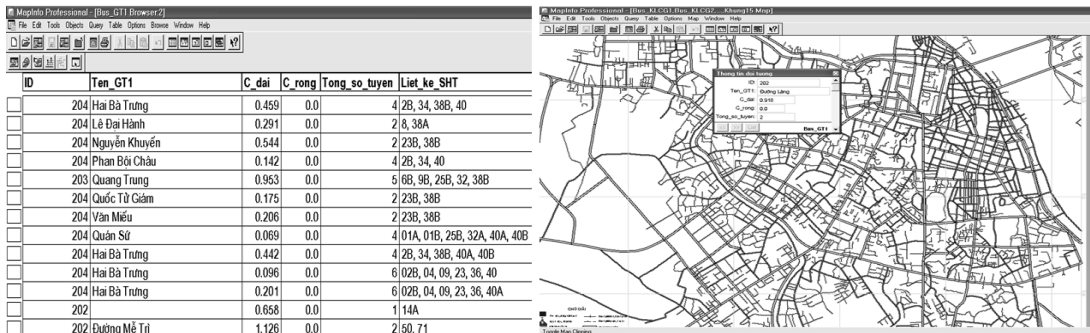 MapInfo Professional - [Bus_GT1 Browser:2]
File Edit Tools Objects Query Table Options Browse Window Help
ID Ten_GT1 C_dai C_rong Tong_so_tuyen Liet_ke_SHT
204 Hai Bà Trưng 0.459 0.0 4 2B, 34, 38B, 40
204 Lê Đại Hành 0.291 0.0 2 8, 38A
204 Nguyễn Khuyến 0.544 0.0 2 23B, 38B
204 Phan Bội Châu 0.142 0.0 4 2B, 34, 40
203 Quang Trung 0.953 0.0 5 6B, 9B, 25B, 32, 38B
204 Quốc Tử Giám 0.175 0.0 2 23B, 38B
204 Văn Miếu 0.206 0.0 2 23B, 38B
204 Quán Sứ 0.069 0.0 4 01A, 01B, 25B, 32A, 40A, 40B
204 Hai Bà Trưng 0.442 0.0 4 2B, 34, 38B, 40A, 40B
204 Hai Bà Trưng 0.096 0.0 6 02B, 04, 09, 23, 36, 40
204 Hai Bà Trưng 0.201 0.0 6 02B, 04, 09, 23, 36, 40A
202 0.658 0.0 1 14A
202 Đường Mễ Trì 1.126 0.0 2 50, 71
MapInfo Professional - [Bus_KLCG1,Bus_KLCG2,...,Khung15 Map]
File Edit Tools Objects Query Table Options Map Window Help
Thong tin doi tuong
ID: 202
Ten_GT1: Đường Láng
C_dai: 0.915
C_rong: 0.0
Tong_so_tuyen: 2
Bus_GT1